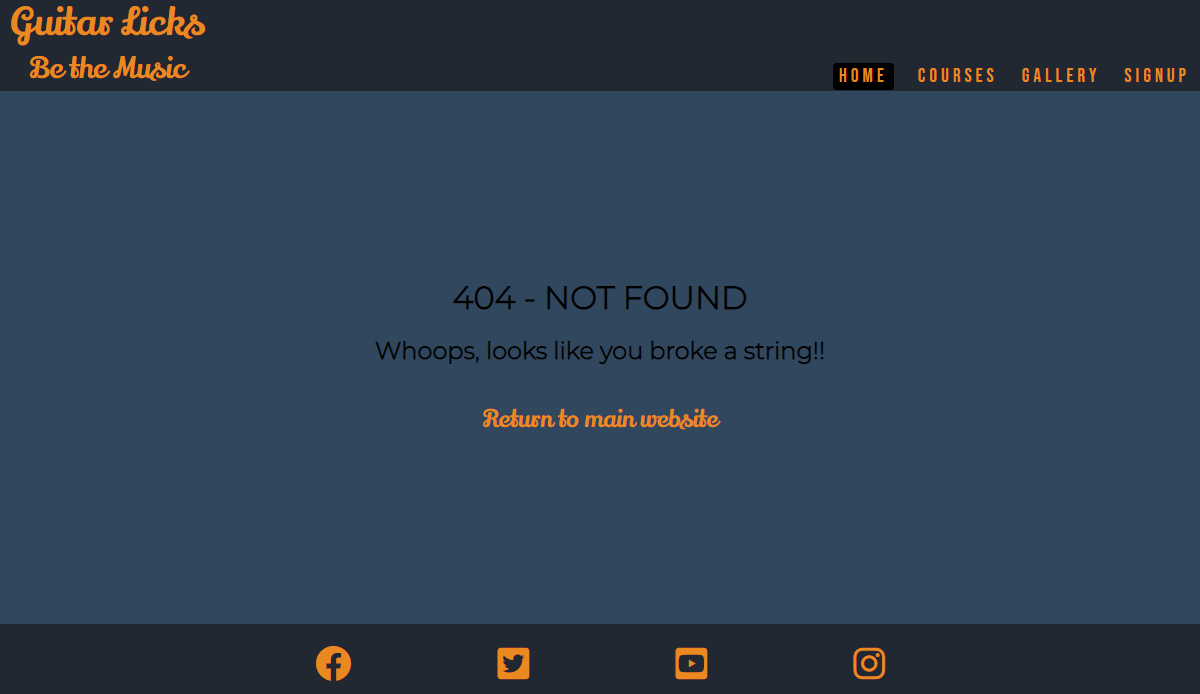 Guitar Licks
Be the Music
HOME COURSES GALLERY SIGNUP
404 - NOT FOUND
Whoops, looks like you broke a string!!
Return to main website